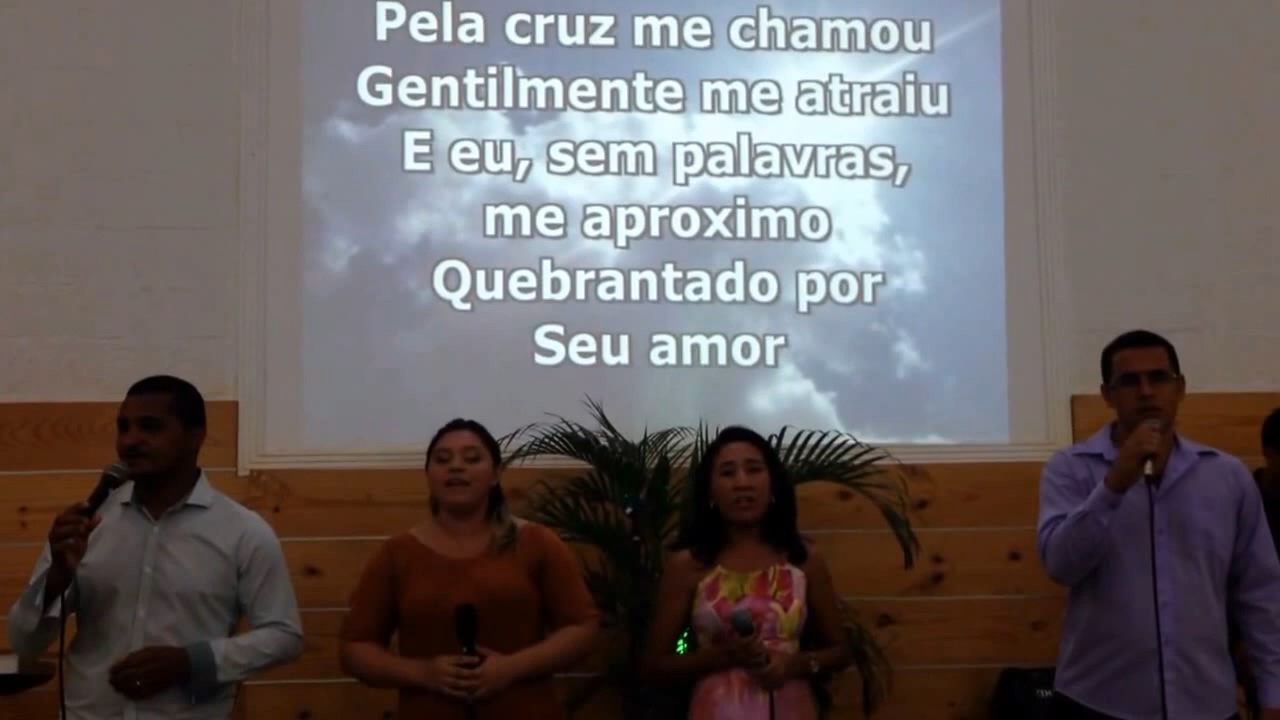 Pela cruz me chamou
Gentilmente me atraiu
E eu, sem palavras,
me aproximo
Quebrantado por
Seu amor